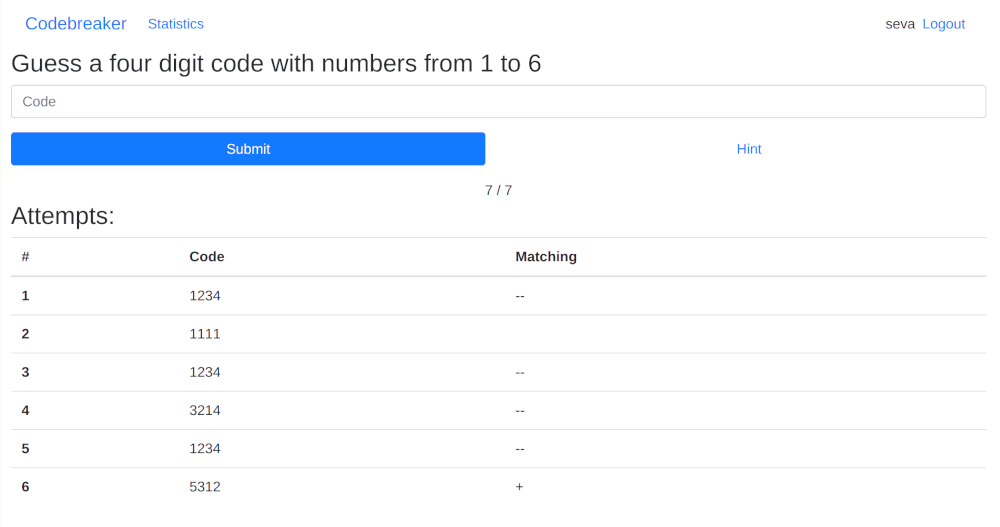 Codebreaker Statistics seva Logout
Guess a four digit code with numbers from 1 to 6
Code
Submit Hint
7 / 7
Attempts:
# Code Matching
1 1234 --
2 1111
3 1234 --
4 3214 --
5 1234 --
6 5312 +